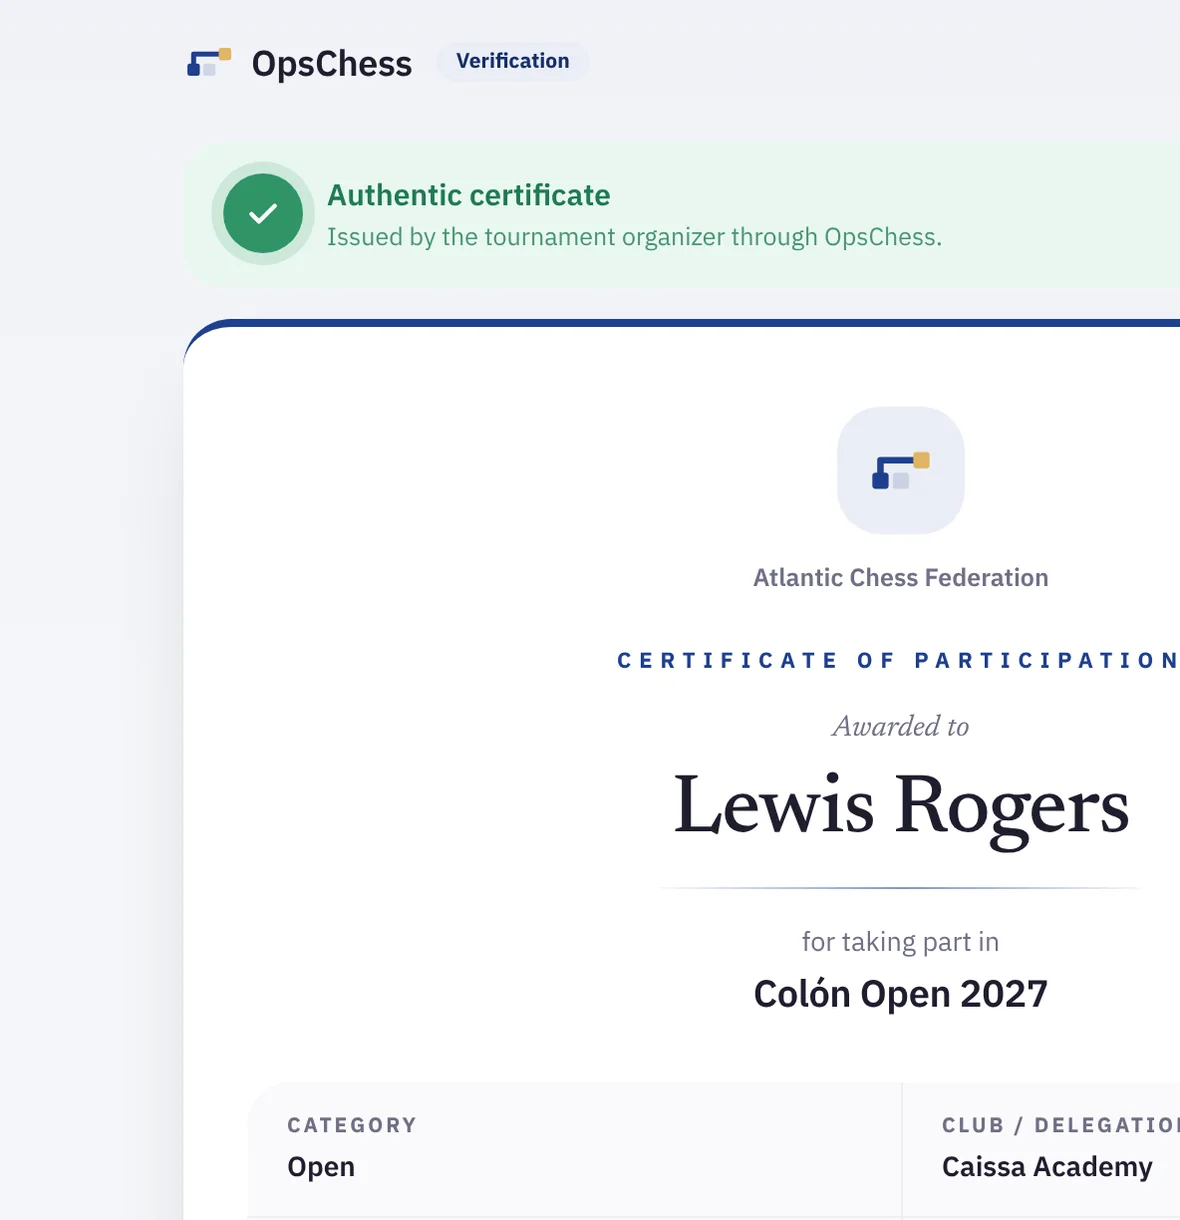 OpsChess Verification
Authentic certificate
Issued by the tournament organizer through OpsChess.
Atlantic Chess Federation
CERTIFICATE OF PARTICIPATION
Awarded to
Lewis Rogers
for taking part in
Colón Open 2027
CATEGORY
Open
CLUB / DELEGATION
Caissa Academy